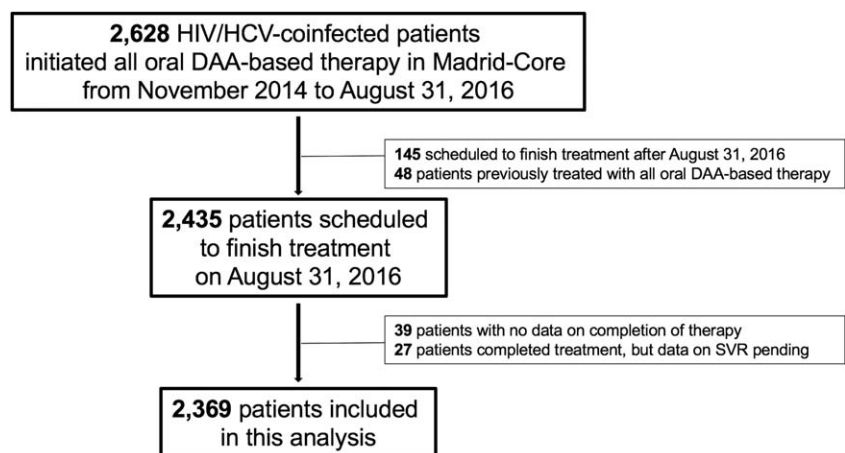 2,628 HIV/HCV-coinfected patients
initiated all oral DAA-based therapy in Madrid-Core
from November 2014 to August 31, 2016
145 scheduled to finish treatment after August 31, 2016
48 patients previously treated with all oral DAA-based therapy
2,435 patients scheduled
to finish treatment
on August 31, 2016
39 patients with no data on completion of therapy
27 patients completed treatment, but data on SVR pending
2,369 patients included
in this analysis